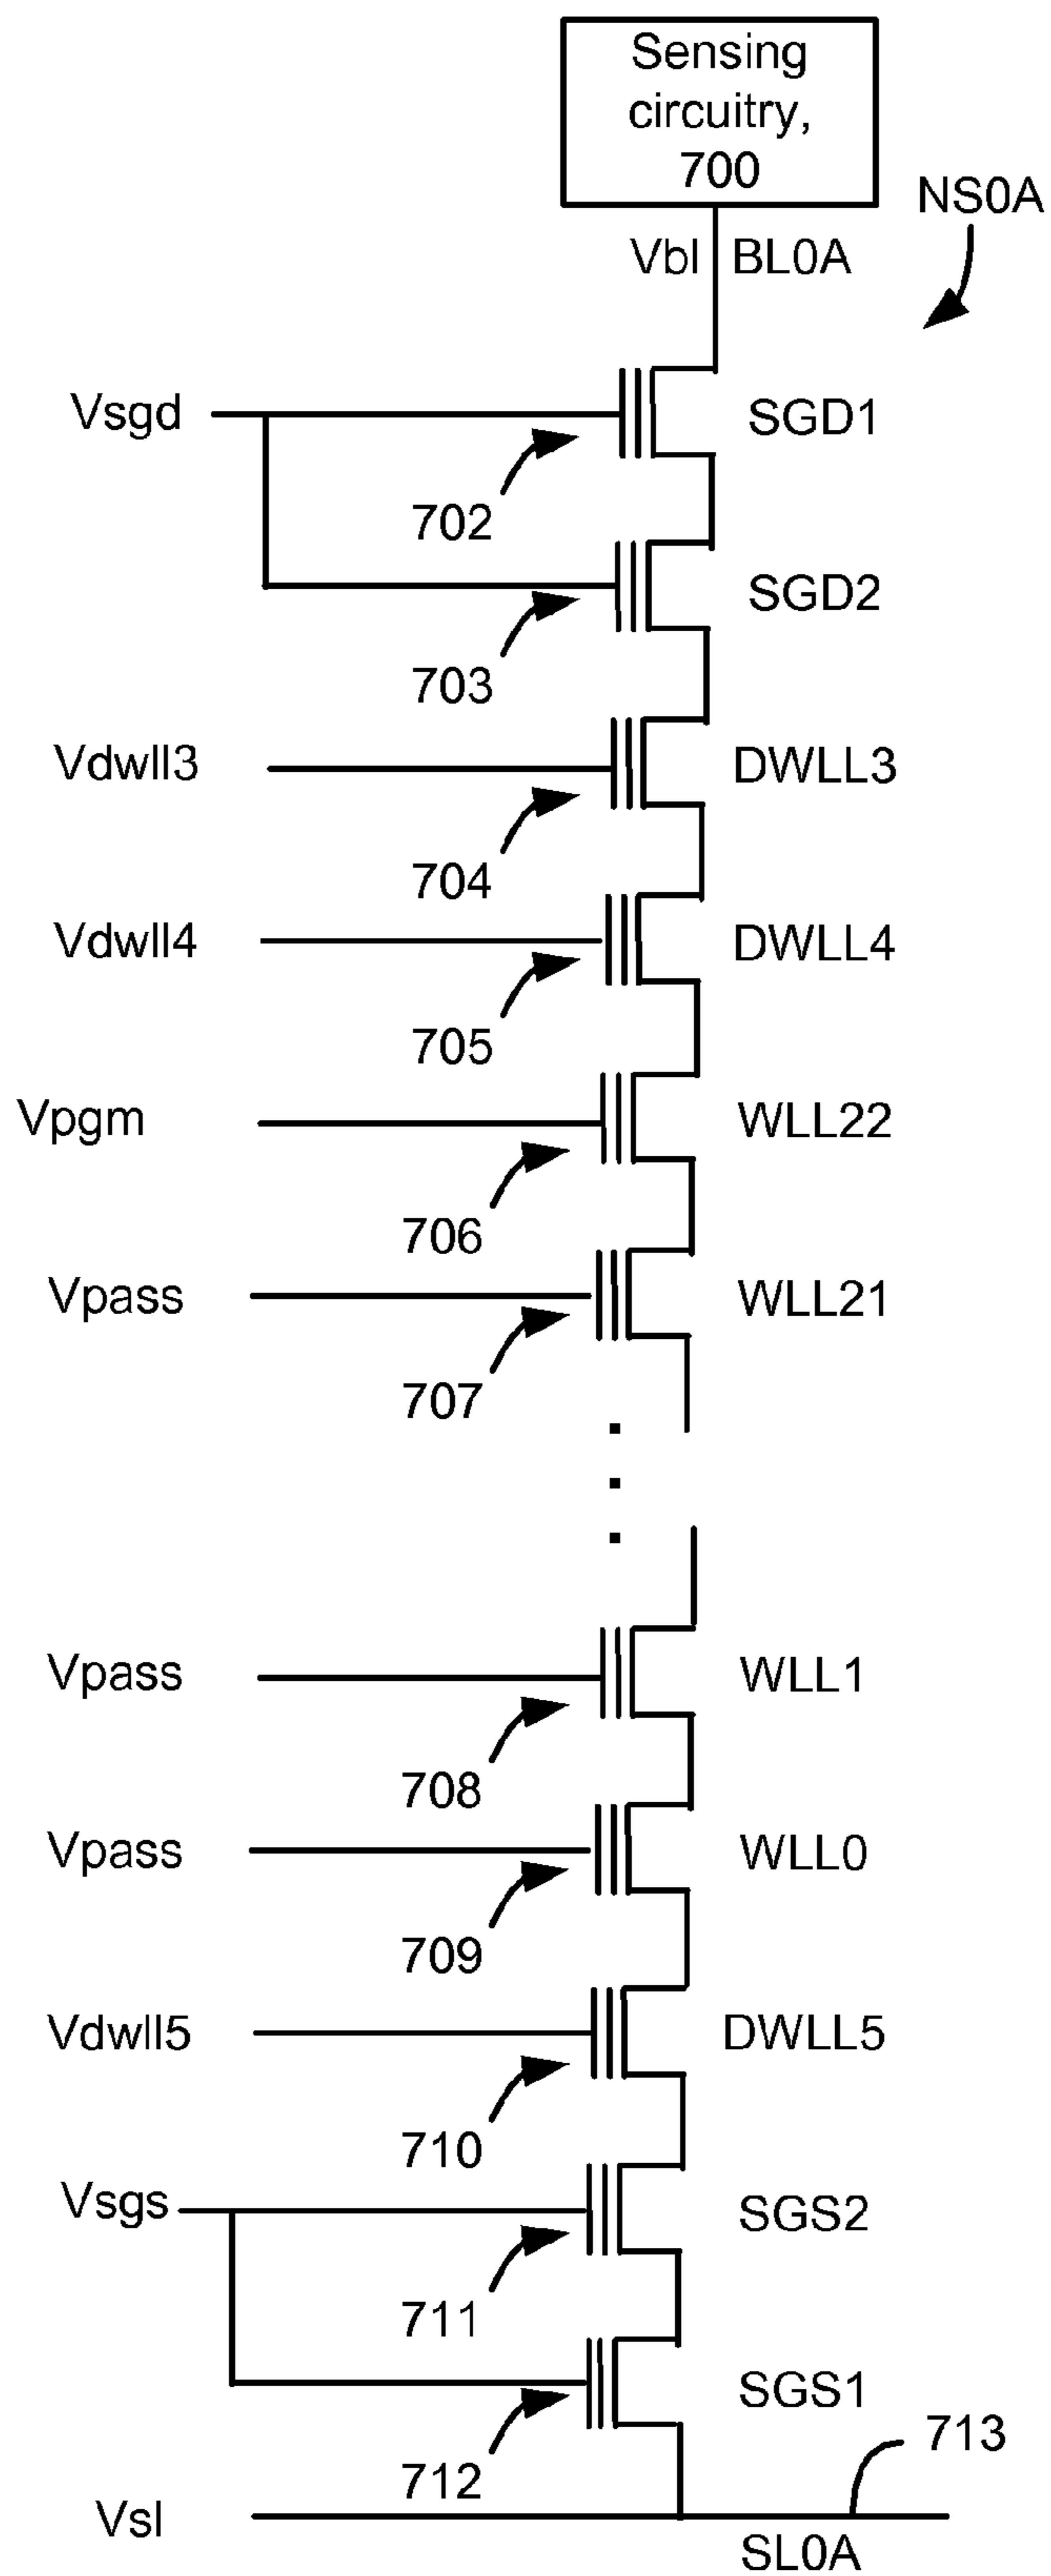 Sensing
circuitry,
700
NS0A
Vbl BL0A
Vsgd
SGD1
702
SGD2
703
Vdwll3
DWLL3
704
Vdwll4
DWLL4
705
Vpgm
WLL22
706
Vpass
WLL21
707
Vpass
WLL1
708
Vpass
WLL0
709
Vdwll5
DWLL5
710
Vsgs
SGS2
711
SGS1
713
712
Vsl
SL0A